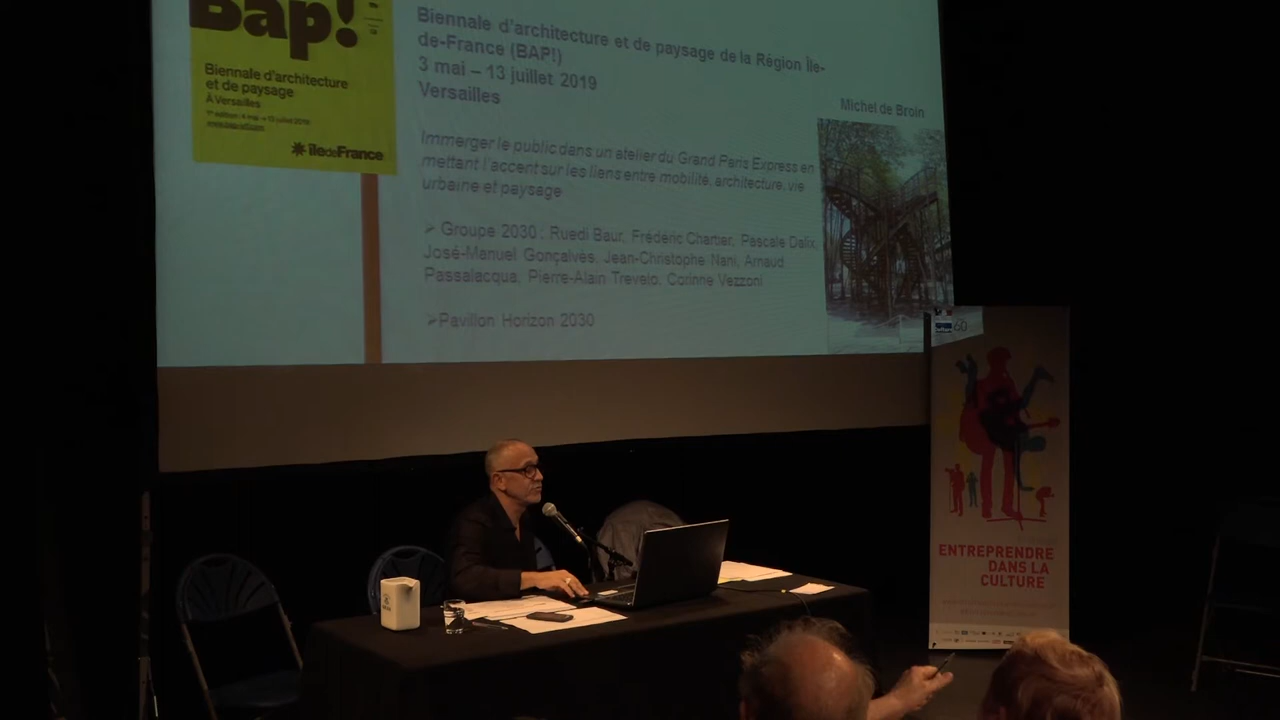 Bap!
Biennale d'architecture
et de paysage
À Versailles
îledeFrance
Biennale d'architecture et de paysage de la Région Île-
de-France (BAP!)
3 mai – 13 juillet 2019
Versailles
Michel de Broin
Immerger le public dans un atelier du Grand Paris Express en
mettant l'accent sur les liens entre mobilité, architecture, vie
urbaine et paysage
➢ Groupe 2030 : Ruedi Baur, Frédéric Chartier, Pascale Dalix,
José-Manuel Gonçalvès, Jean-Christophe Nani, Arnaud
Passalacqua, Pierre-Alain Trevelo, Corinne Vezzoni
➢Pavillon Horizon 2030
ENTREPRENDRE
DANS LA
CULTURE